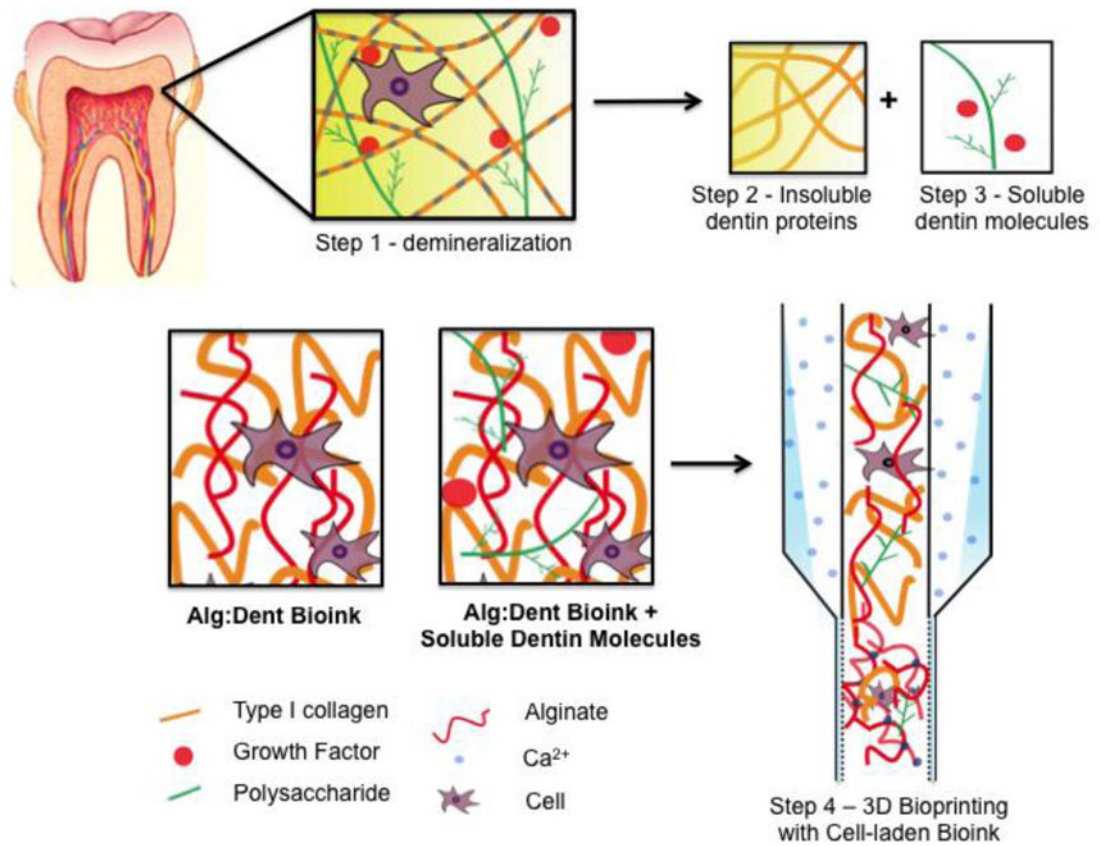 Step 1 - demineralization
Step 2 - Insoluble
dentin proteins
+
Step 3 - Soluble
dentin molecules
Alg:Dent Bioink
Alg:Dent Bioink +
Soluble Dentin Molecules
Type I collagen
Growth Factor
Polysaccharide
Alginate
Ca²⁺
Cell
Step 4 – 3D Bioprinting
with Cell-laden Bioink